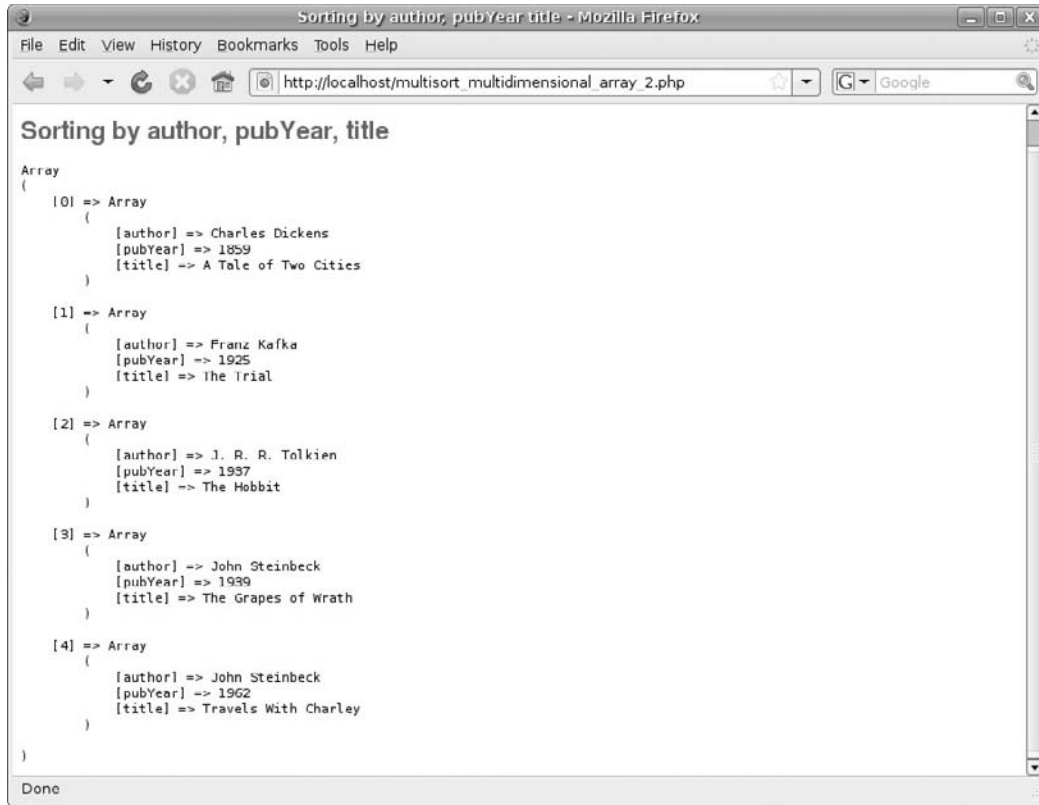 Sorting by author, pubYear title - Mozilla Firefox
File Edit View History Bookmarks Tools Help
http://localhost/multisort_multidimensional_array_2.php G Google
Sorting by author, pubYear, title
Array
(
[0] => Array
(
[author] => Charles Dickens
[pubYear] => 1859
[title] => A Tale of Two Cities
)
[1] => Array
(
[author] => Franz Kafka
[pubYear] => 1925
[title] => The Trial
)
[2] => Array
(
[author] => J. R. R. Tolkien
[pubYear] => 1937
[title] => The Hobbit
)
[3] => Array
(
[author] => John Steinbeck
[pubYear] => 1939
[title] => The Grapes of Wrath
)
[4] => Array
(
[author] => John Steinbeck
[pubYear] => 1962
[title] => Travels With Charley
)
)
Done